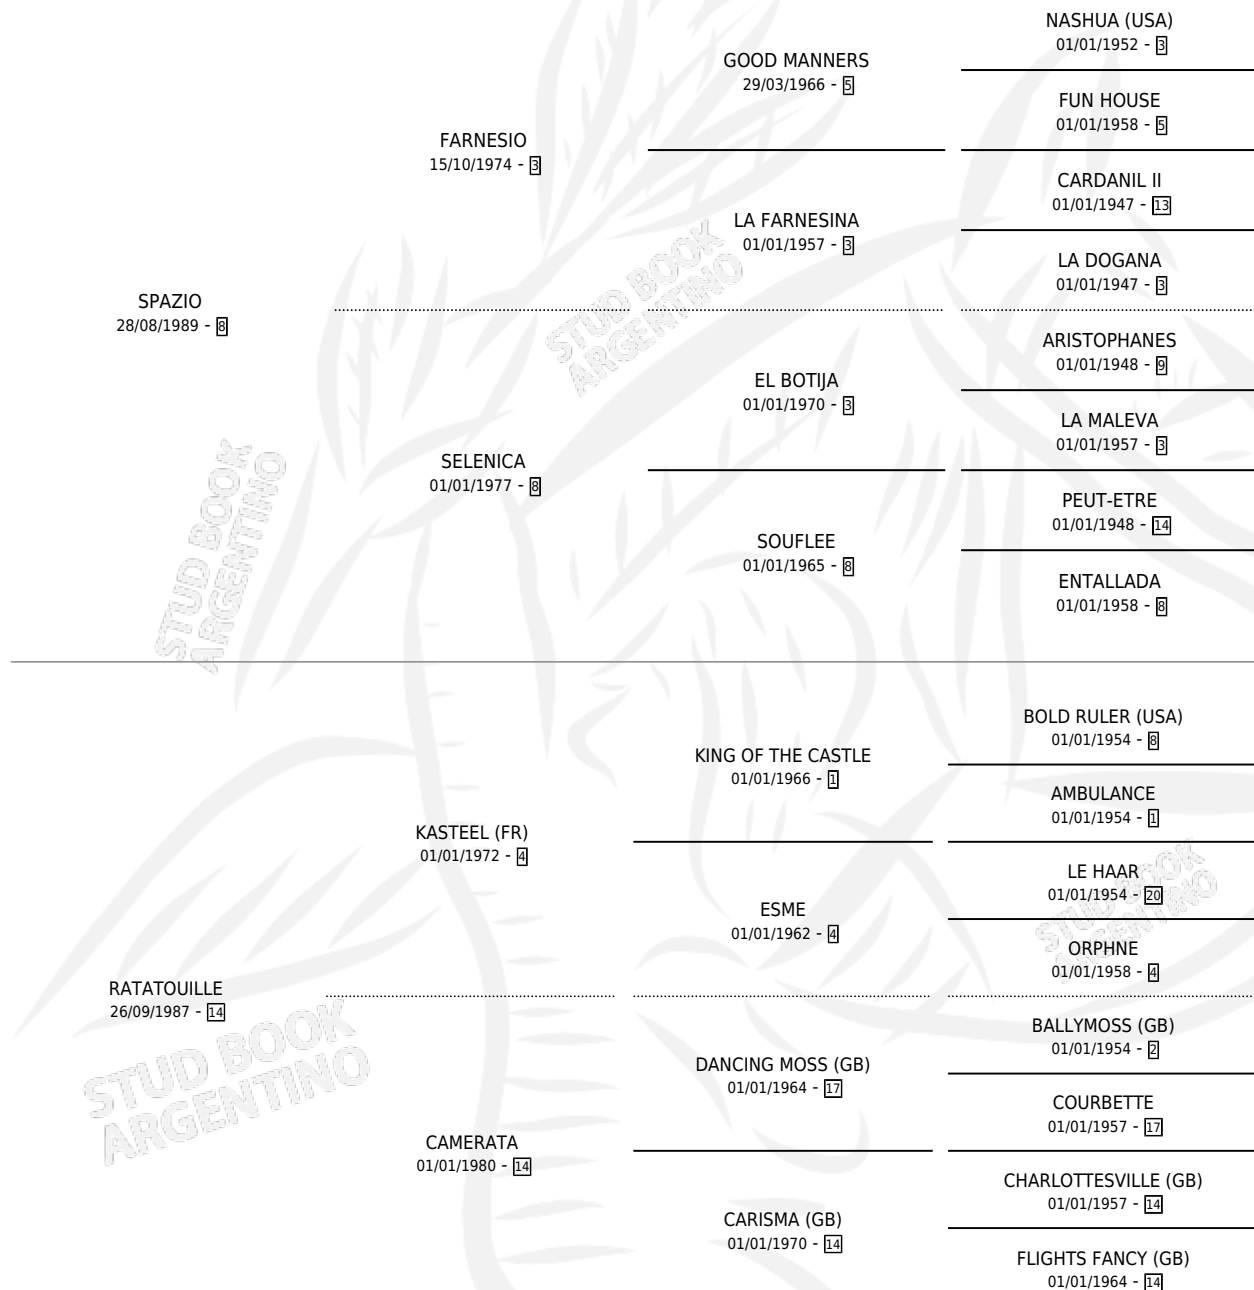 NASHUA (USA)
01/01/1952 - 3
GOOD MANNERS
29/03/1966 - 5
FUN HOUSE
01/01/1958 - 5
FARNESIO
15/10/1974 - 3
CARDANIL II
01/01/1947 - 13
LA FARNESINA
01/01/1957 - 3
LA DOGANA
01/01/1947 - 3
SPAZIO
28/08/1989 - 8
ARISTOPHANES
01/01/1948 - 9
EL BOTIJA
01/01/1970 - 3
LA MALEVA
01/01/1957 - 3
SELENICA
01/01/1977 - 8
PEUT-ETRE
01/01/1948 - 14
SOUFLEE
01/01/1965 - 8
ENTALLADA
01/01/1958 - 8
BOLD RULER (USA)
01/01/1954 - 8
KING OF THE CASTLE
01/01/1966 - 1
AMBULANCE
01/01/1954 - 1
KASTEEL (FR)
01/01/1972 - 4
LE HAAR
01/01/1954 - 20
ESME
01/01/1962 - 4
ORPHNE
01/01/1958 - 4
RATATOUILLE
26/09/1987 - 14
BALLYMOSS (GB)
01/01/1954 - 2
DANCING MOSS (GB)
01/01/1964 - 17
COURBETTE
01/01/1957 - 17
CAMERATA
01/01/1980 - 14
CHARLOTTESVILLE (GB)
01/01/1957 - 14
CARISMA (GB)
01/01/1970 - 14
FLIGHTS FANCY (GB)
01/01/1964 - 14
STUD BOOK
ARGENTINO
STUD BOOK
ARGENTINO
STUD BOOK
ARGENTINO
STUD BOOK
ARGENTINO